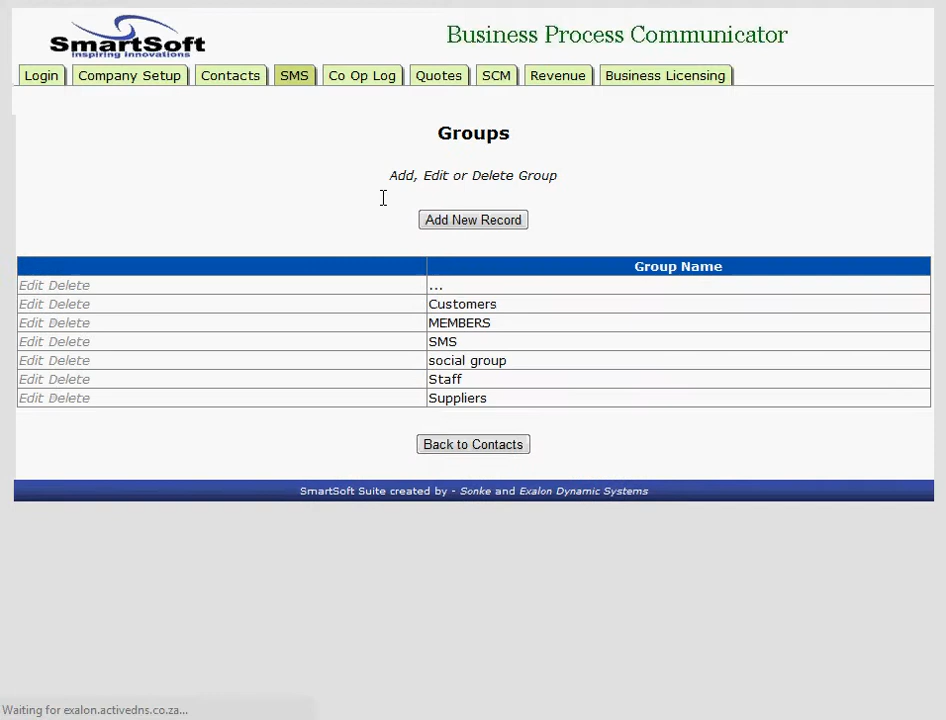 SmartSoft
Inspiring Innovations
Business Process Communicator
Login Company Setup Contacts SMS Co Op Log Quotes SCM Revenue Business Licensing
Groups
Add, Edit or Delete Group
Add New Record
Group Name
Edit Delete ...
Edit Delete Customers
Edit Delete MEMBERS
Edit Delete SMS
Edit Delete social group
Edit Delete Staff
Edit Delete Suppliers
Back to Contacts
SmartSoft Suite created by - Sonke and Exalon Dynamic Systems
Waiting for exalon.activedns.co.za...